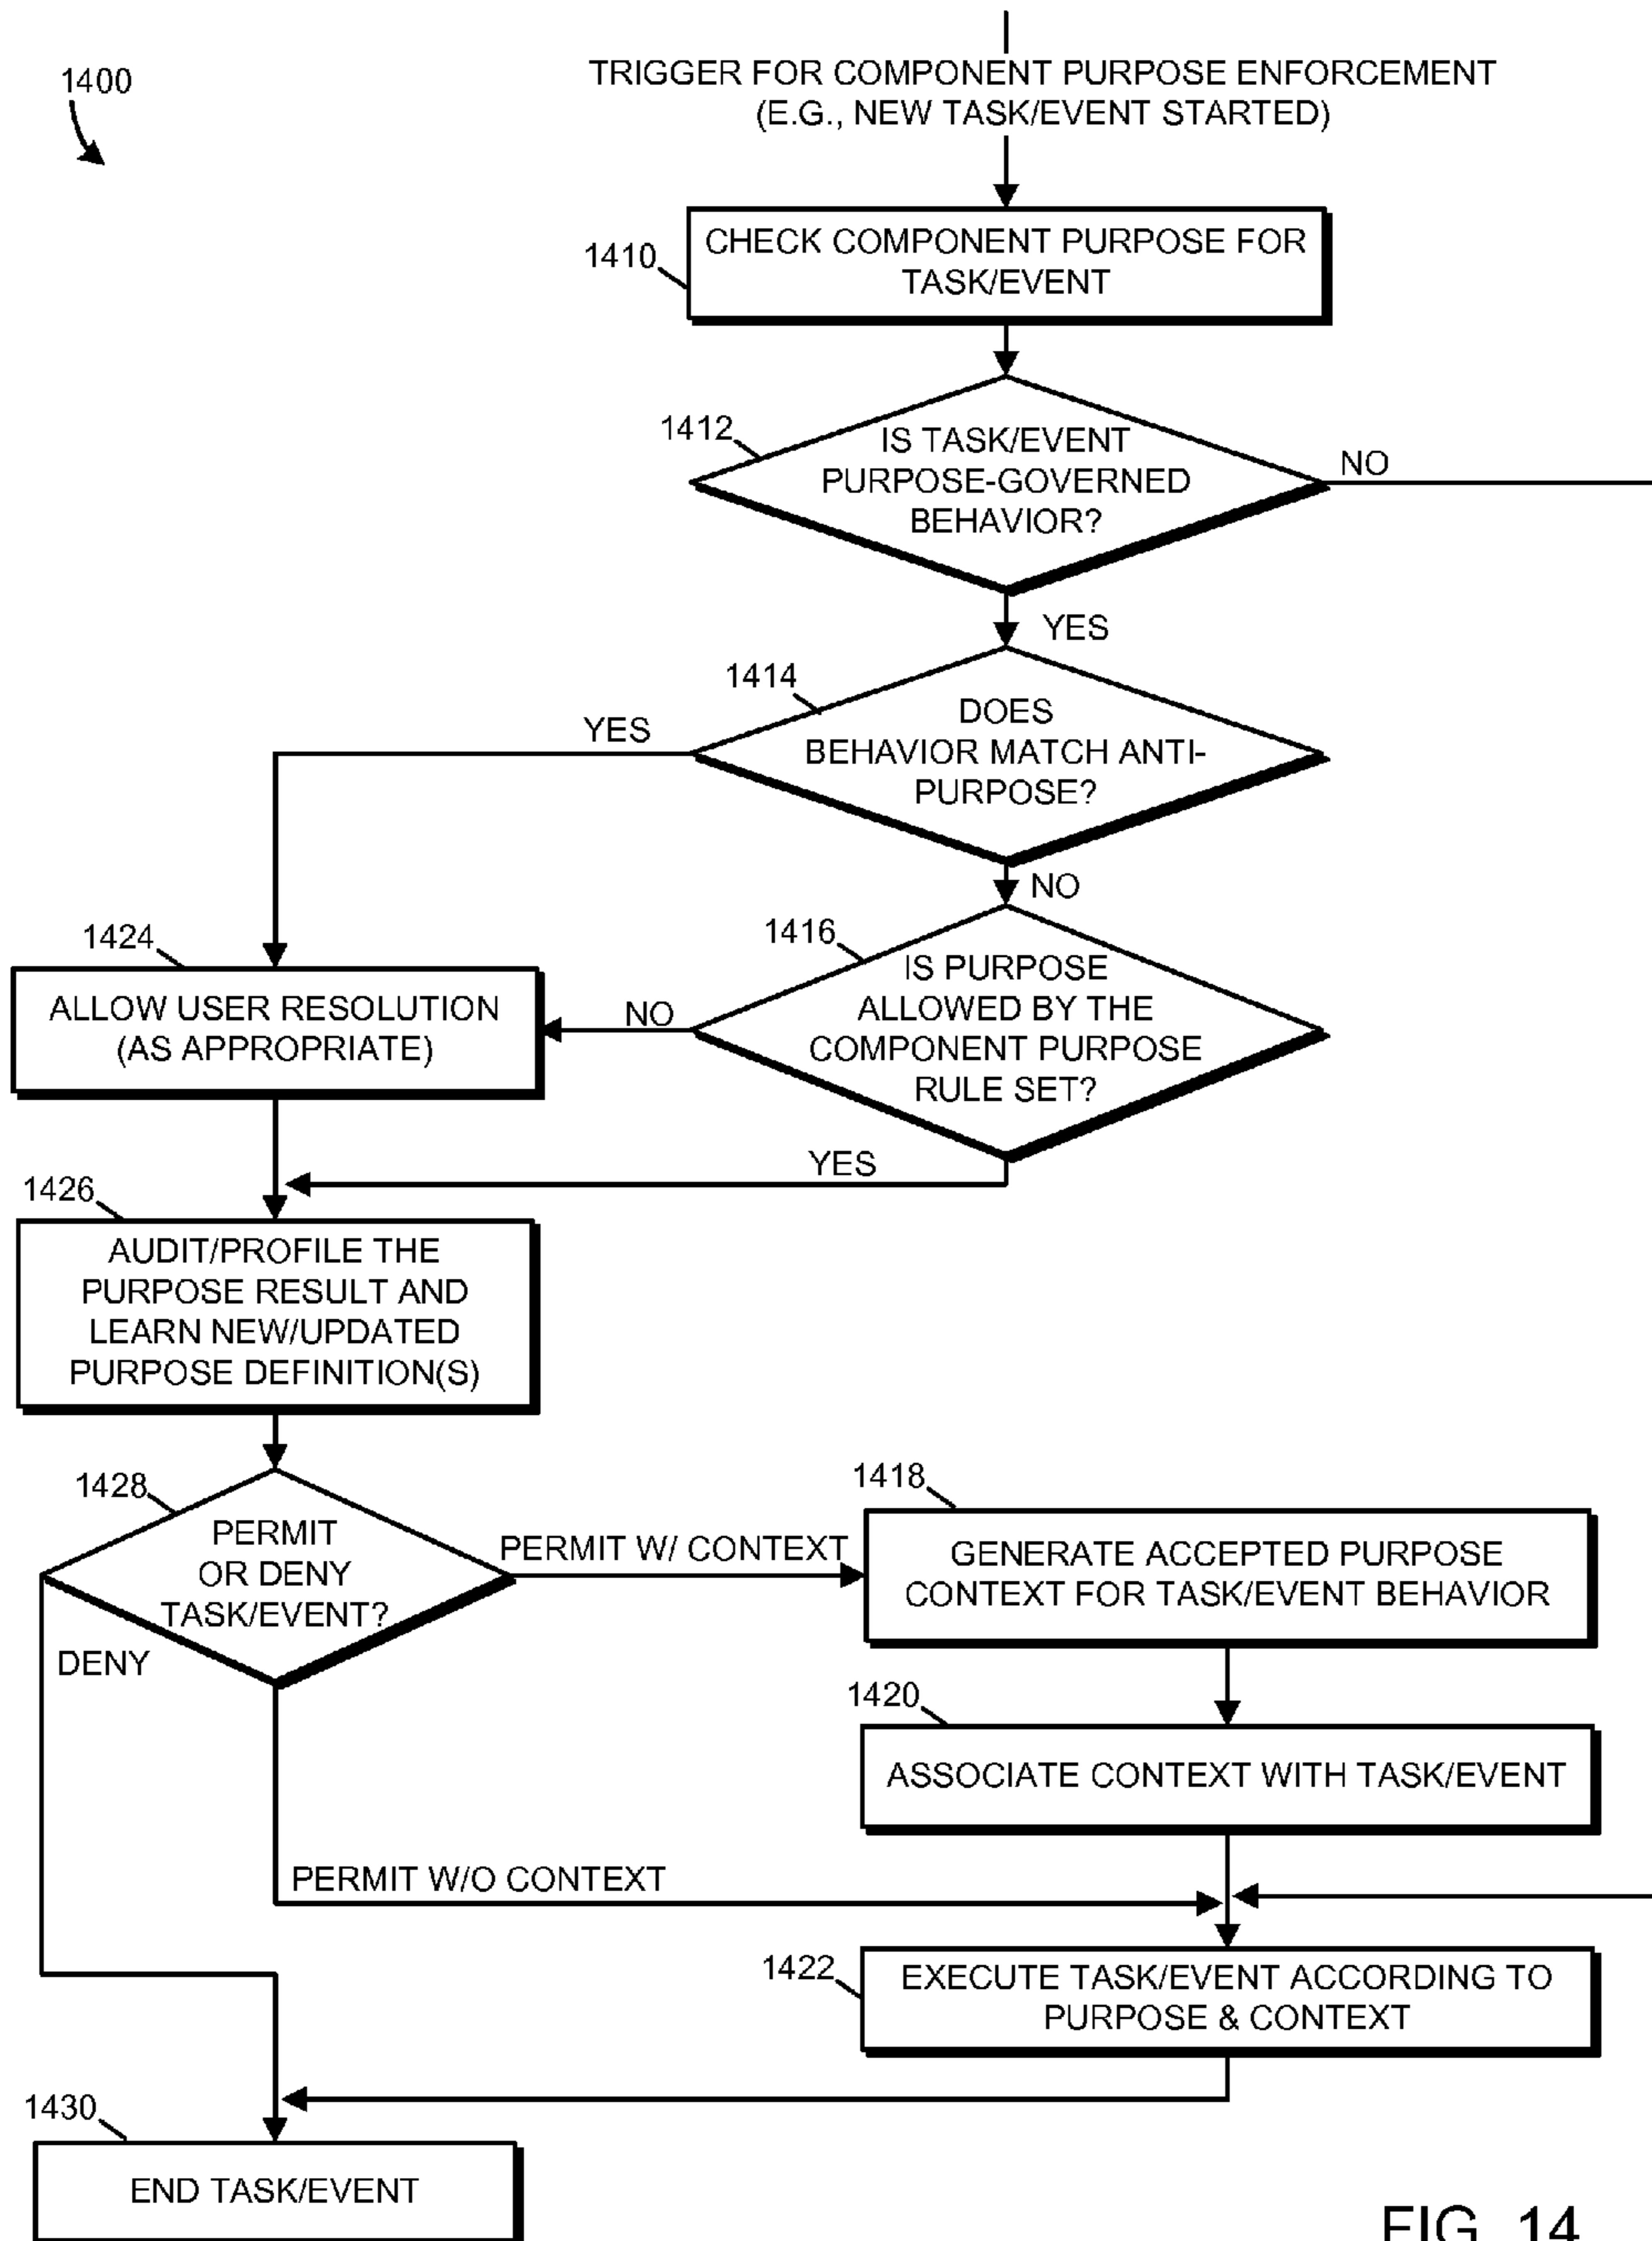 1400
TRIGGER FOR COMPONENT PURPOSE ENFORCEMENT
(E.G., NEW TASK/EVENT STARTED)
1410
CHECK COMPONENT PURPOSE FOR
TASK/EVENT
1412
IS TASK/EVENT
PURPOSE-GOVERNED
BEHAVIOR?
NO
YES
1414
DOES
BEHAVIOR MATCH ANTI-
PURPOSE?
YES
NO
1416
IS PURPOSE
ALLOWED BY THE
COMPONENT PURPOSE
RULE SET?
NO
YES
1424
ALLOW USER RESOLUTION
(AS APPROPRIATE)
1426
AUDIT/PROFILE THE
PURPOSE RESULT AND
LEARN NEW/UPDATED
PURPOSE DEFINITION(S)
1428
PERMIT
OR DENY
TASK/EVENT?
PERMIT W/ CONTEXT
DENY
PERMIT W/O CONTEXT
1418
GENERATE ACCEPTED PURPOSE
CONTEXT FOR TASK/EVENT BEHAVIOR
1420
ASSOCIATE CONTEXT WITH TASK/EVENT
1422
EXECUTE TASK/EVENT ACCORDING TO
PURPOSE & CONTEXT
1430
END TASK/EVENT
FIG. 14